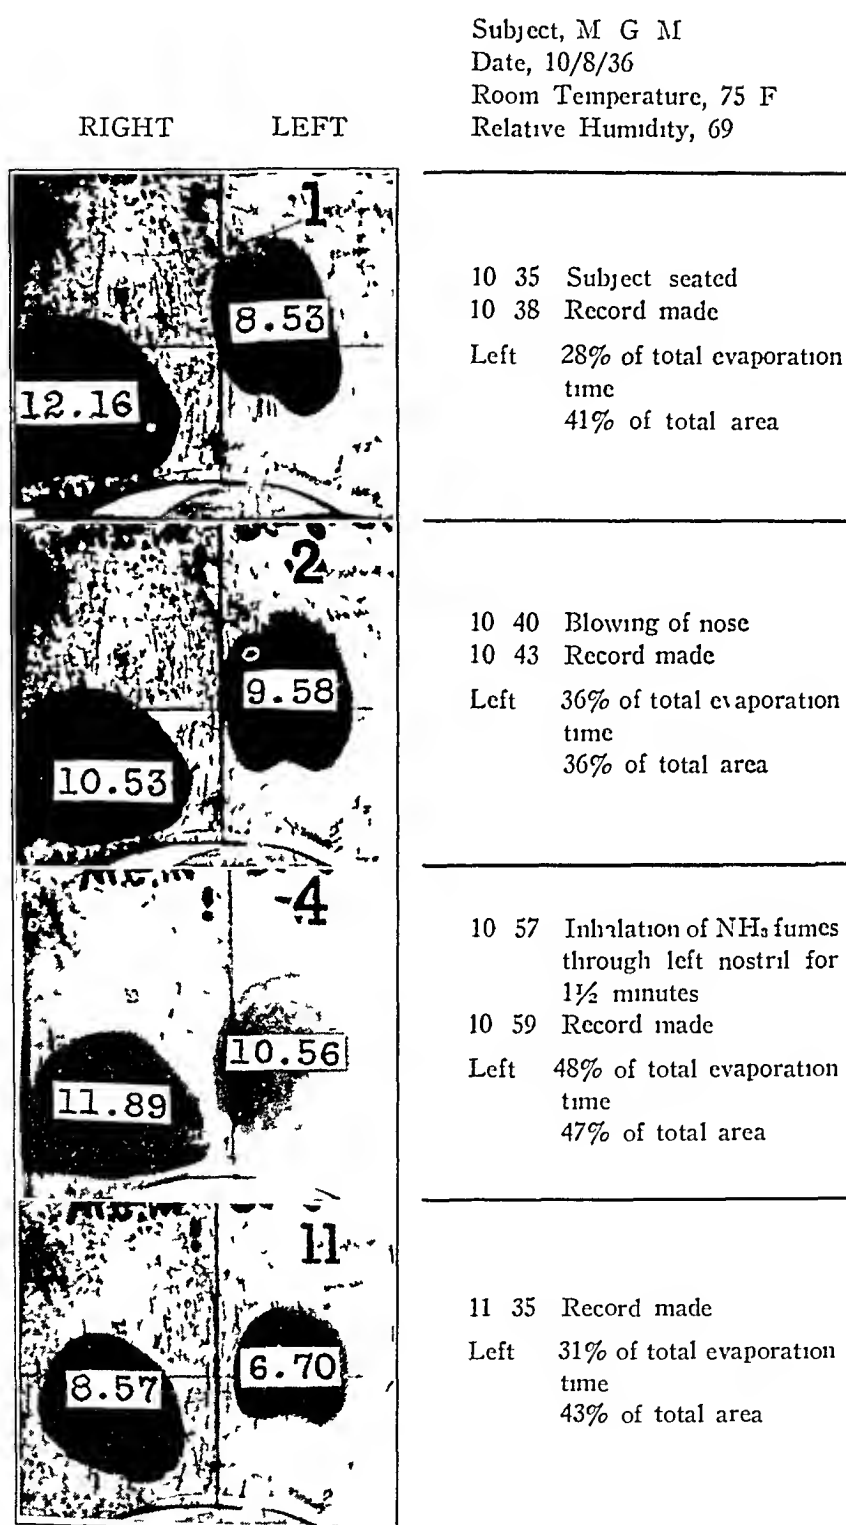 Subject, M G M
Date, 10/8/36
Room Temperature, 75 F
Relative Humidity, 69
RIGHT LEFT
1
8.53
12.16
10 35 Subject seated
10 38 Record made
Left 28% of total evaporation
time
41% of total area
2
9.58
10.53
10 40 Blowing of nose
10 43 Record made
Left 36% of total evaporation
time
36% of total area
4
10.56
11.89
10 57 Inhalation of NH₃ fumes
through left nostril for
1½ minutes
10 59 Record made
Left 48% of total evaporation
time
47% of total area
11
6.70
8.57
11 35 Record made
Left 31% of total evaporation
time
43% of total area